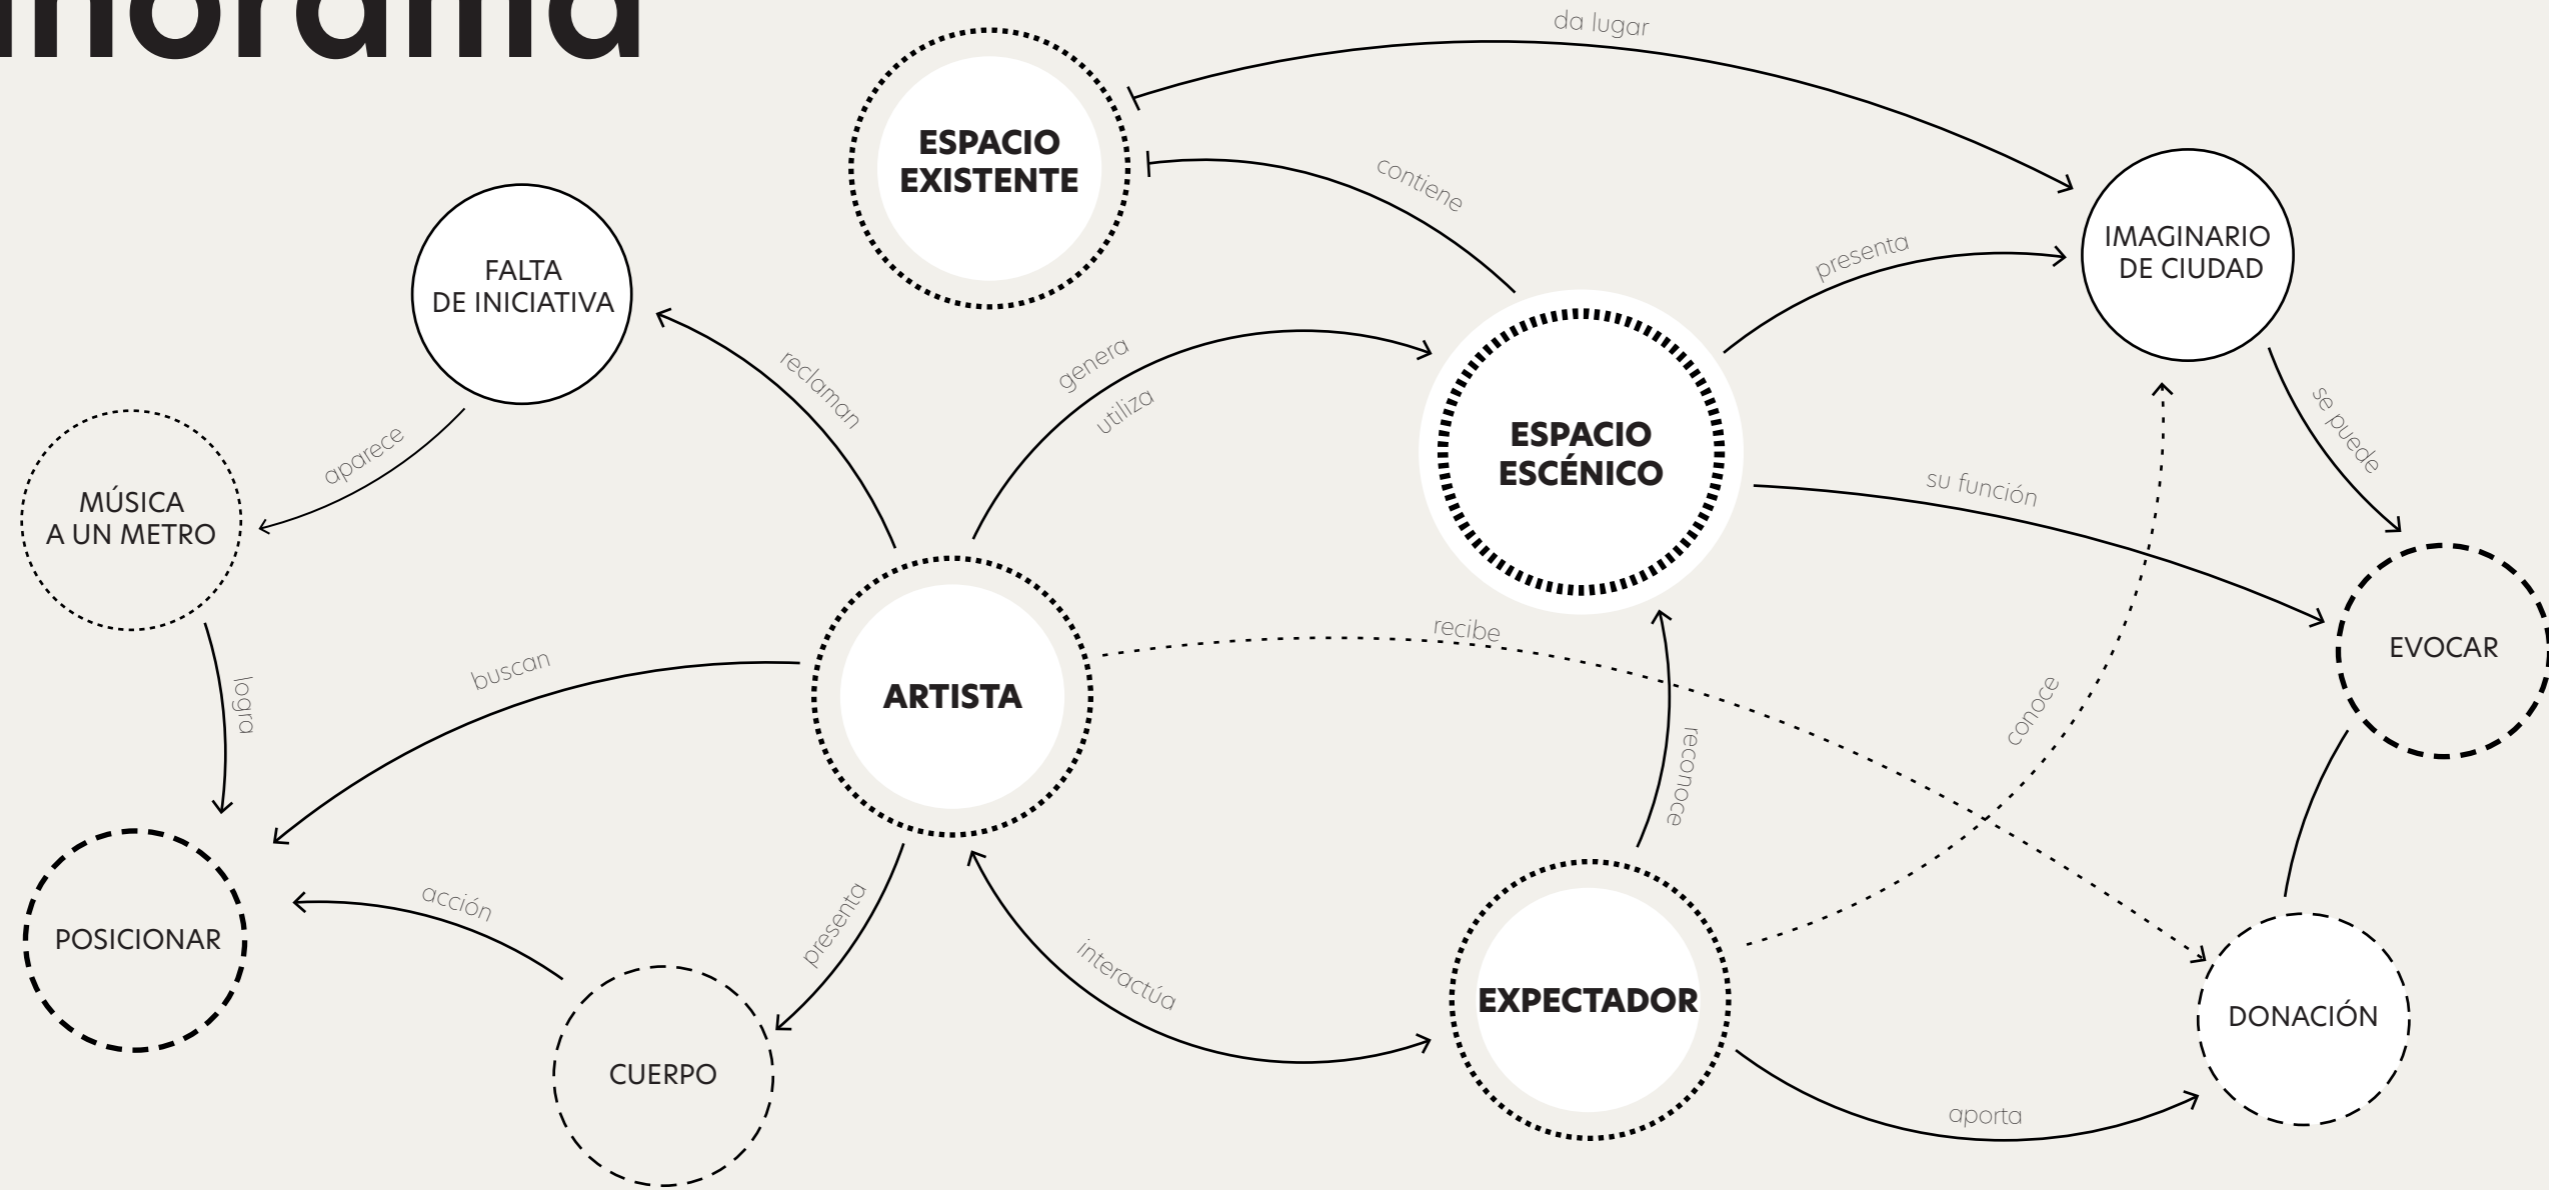 norama
da lugar
ESPACIO
EXISTENTE
contiene
IMAGINARIO
DE CIUDAD
presenta
FALTA
DE INICIATIVA
reclaman
genera
utiliza
se puede
aparece
ESPACIO
ESCÉNICO
su función
MÚSICA
A UN METRO
recibe
EVOCAR
buscan
logra
ARTISTA
conoce
reconoce
acción
presenta
POSICIONAR
interactúa
EXPECTADOR
DONACIÓN
CUERPO
aporta